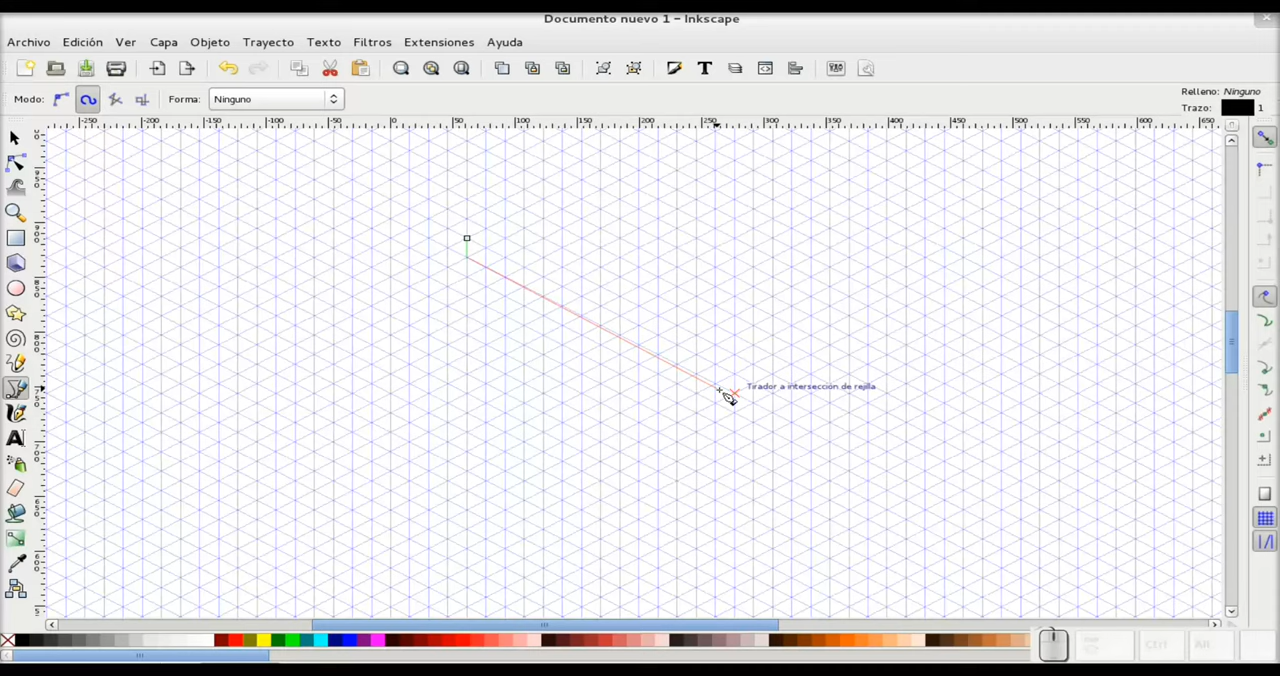 Documento nuevo 1 – Inkscape
Archivo Edición Ver Capa Objeto Trayecto Texto Filtros Extensiones Ayuda
Modo: Forma: Ninguno
Relleno: Ninguno
Trazo: 1
-250 -200 -150 -100 -50 0 50 100 150 200 250 300 350 400 450 500 550 600 650
Tirador a intersección de rejilla
Ctrl